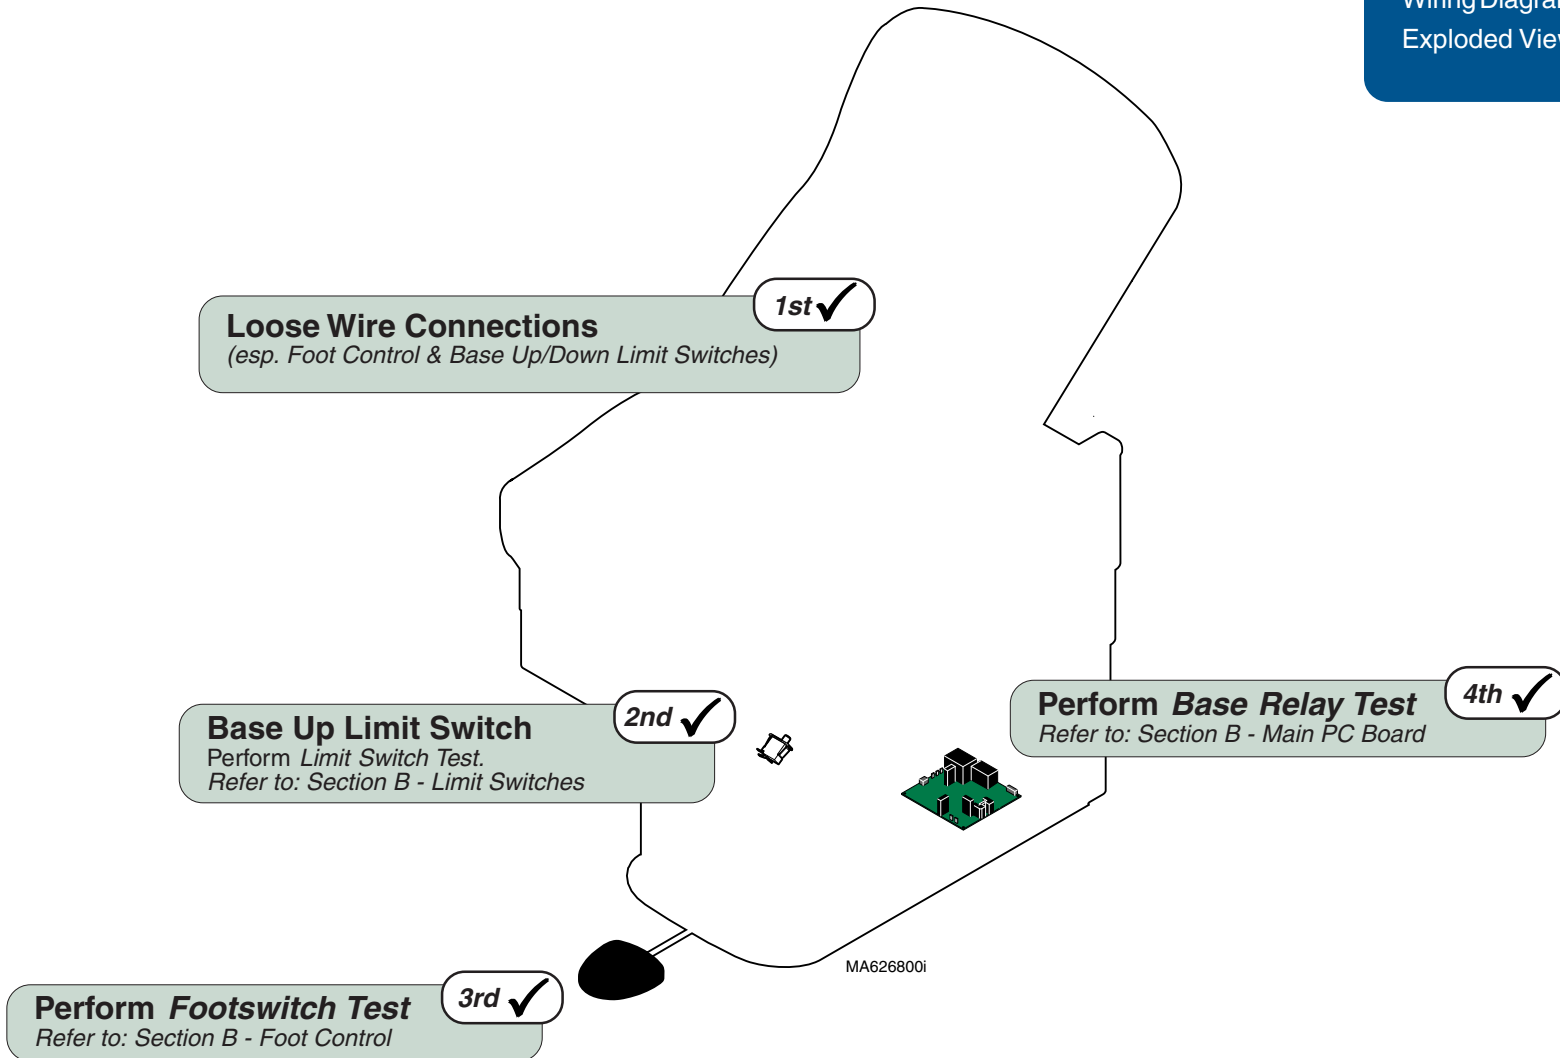 Exploded
1st
Loose Wire Connections
(esp. Foot Control & Base Up/Down Limit Switches)
2nd
Base Up Limit Switch
Perform Limit Switch Test.
Refer to: Section B - Limit Switches
4th
Perform Base Relay Test
Refer to: Section B - Main PC Board
MA626800i
3rd
Perform Footswitch Test
Refer to: Section B - Foot Control